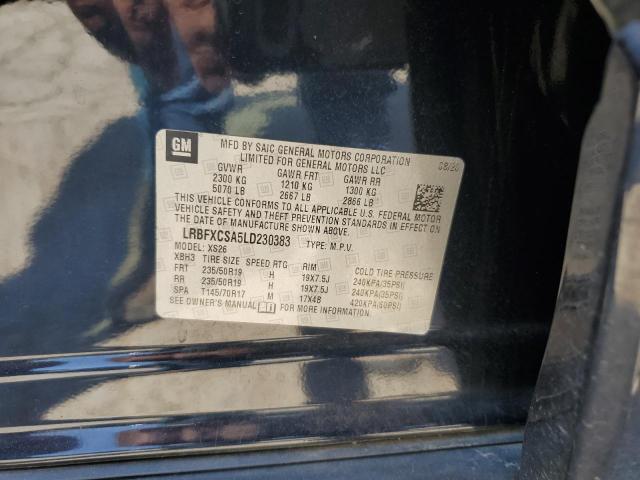 GM
MFD BY SAIC GENERAL MOTORS CORPORATION
LIMITED FOR GENERAL MOTORS LLC
08/20
GVWR GAWR FRT GAWR RR
2300 KG 1210 KG 1300 KG
5070 LB 2667 LB 2866 LB
THIS VEHICLE CONFORMS TO ALL APPLICABLE U.S. FEDERAL MOTOR
VEHICLE SAFETY AND THEFT PREVENTION STANDARDS IN EFFECT ON
THE DATE OF MANUFACTURE SHOWN ABOVE.
LRBFXCSA5LD230383 TYPE: M.P.V.
MODEL: XS26
XBH3 TIRE SIZE SPEED RTG RIM COLD TIRE PRESSURE
FRT 235/50R19 H 19X7.5J 240KPA(35PSI)
RR 235/50R19 H 19X7.5J 240KPA(35PSI)
SPA T145/70R17 M 17X4B 420KPA(60PSI)
SEE OWNER'S MANUAL